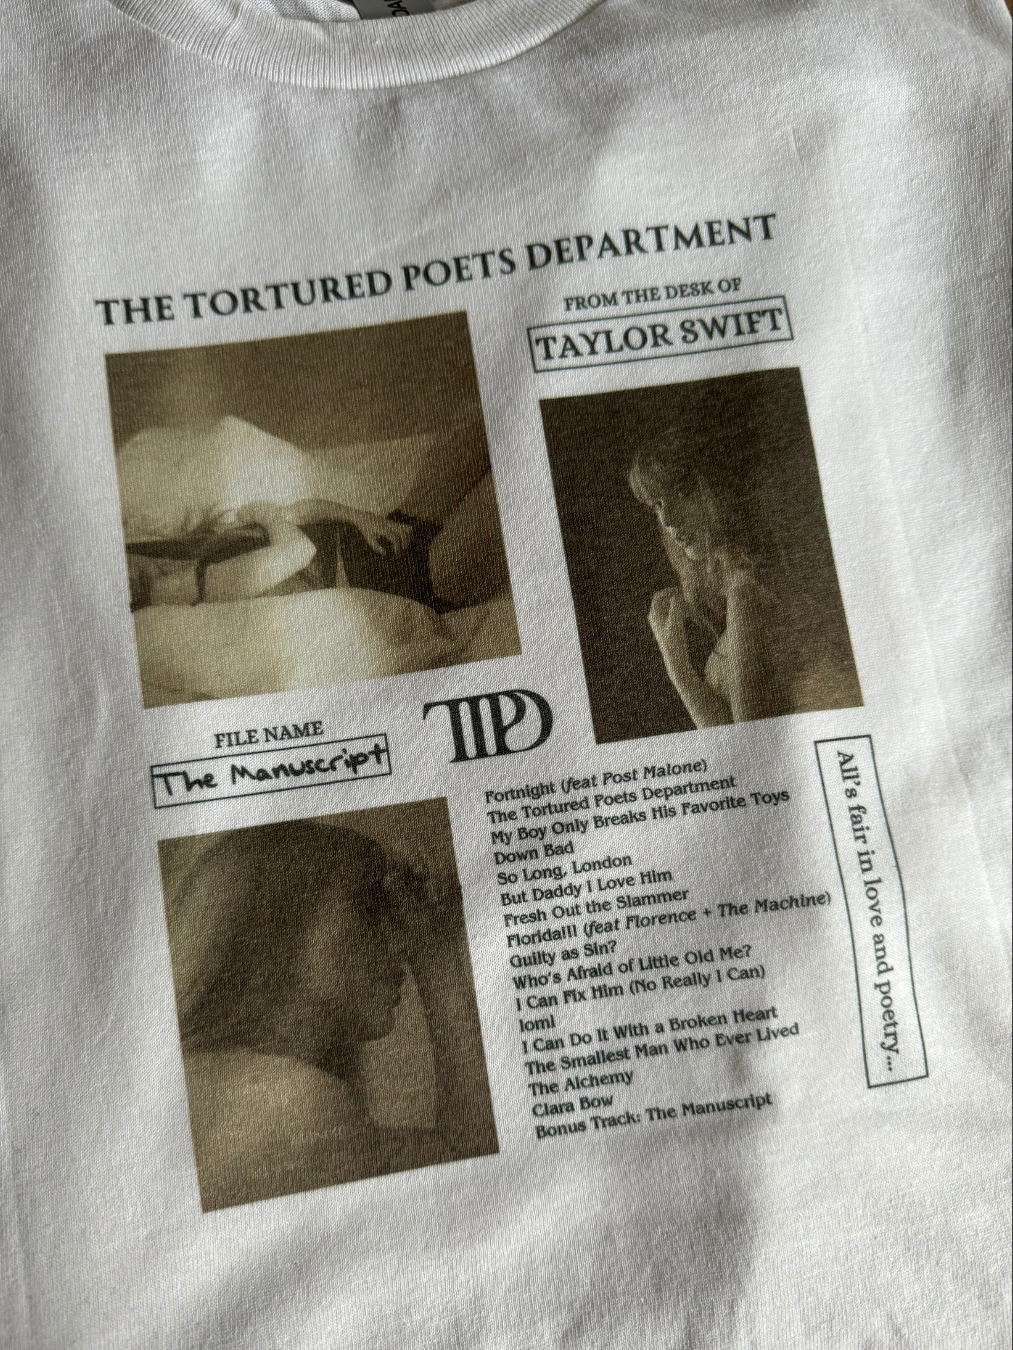 THE TORTURED POETS DEPARTMENT
FROM THE DESK OF
TAYLOR SWIFT
FILE NAME
The Manuscript
TTPD
Fortnight (feat Post Malone)
The Tortured Poets Department
My Boy Only Breaks His Favorite Toys
Down Bad
So Long, London
But Daddy I Love Him
Fresh Out the Slammer
Florida!!! (feat Florence + The Machine)
Guilty as Sin?
Who's Afraid of Little Old Me?
I Can Fix Him (No Really I Can)
loml
I Can Do It With a Broken Heart
The Smallest Man Who Ever Lived
The Alchemy
Clara Bow
Bonus Track: The Manuscript
All's fair in love and poetry...